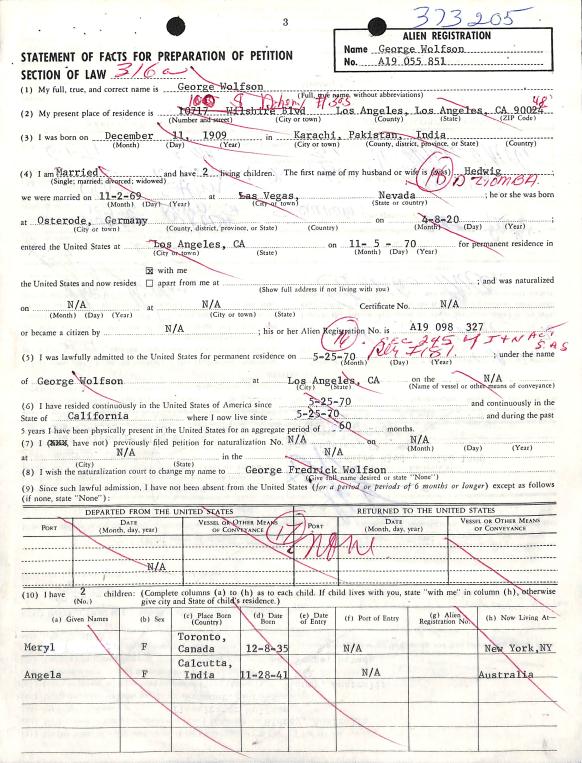 373205
3
ALIEN REGISTRATION
Name George Wolfson
No. A19 055 851
STATEMENT OF FACTS FOR PREPARATION OF PETITION
SECTION OF LAW 316a
(1) My full, true, and correct name is George Wolfson
(Full, true name, without abbreviations)
100 S #303 48
(2) My present place of residence is 10717 Wilshire Blvd Los Angeles, Los Angeles, CA 90024
(Number and street) (City or town) (County) (State) (ZIP Code)
(3) I was born on December 11, 1909 in Karachi, Pakistan, India
(Month) (Day) (Year) (City or town) (County, district, province, or State) (Country)
(4) I am Married and have 2 living children. The first name of my husband or wife is (was) Hedwig
(Single; married; divorced; widowed)
we were married on 11-2-69 at Las Vegas, Nevada ; he or she was born
(Month) (Day) (Year) (City or town) (State or country)
at Osterode, Germany on 4-8-20
(City or town) (County, district, province, or State) (Country) (Month) (Day) (Year)
entered the United States at Los Angeles, CA on 11- 5 - 70 for permanent residence in
(City or town) (State) (Month) (Day) (Year)
☒ with me
the United States and now resides ☐ apart from me at ; and was naturalized
(Show full address if not living with you)
on N/A at N/A Certificate No. N/A
(Month) (Day) (Year) (City or town) (State)
or became a citizen by N/A ; his or her Alien Registration No. is A19 098 327
Sec 245 of I+N Act
(5) I was lawfully admitted to the United States for permanent residence on 5-25-70 under the name
(Month) (Day) (Year)
of George Wolfson at Los Angeles, CA on the N/A
(City) (State) (Name of vessel or other means of conveyance)
(6) I have resided continuously in the United States of America since 5-25-70 and continuously in the
State of California where I now live since 5-25-70 and during the past
5 years I have been physically present in the United States for an aggregate period of 60 months.
(7) I (XXXX, have not) previously filed petition for naturalization No. N/A on N/A
(Month) (Day) (Year)
at N/A in the N/A
(City) (State)
(8) I wish the naturalization court to change my name to George Fredrick Wolfson
(Give full name desired or state "None")
(9) Since such lawful admission, I have not been absent from the United States (for a period or periods of 6 months or longer) except as follows
(if none, state "None"):
DEPARTED FROM THE UNITED STATES RETURNED TO THE UNITED STATES
PORT DATE (Month, day, year) VESSEL OR OTHER MEANS OF CONVEYANCE PORT DATE (Month, day, year) VESSEL OR OTHER MEANS OF CONVEYANCE
17
N/A
(10) I have 2 children: (Complete columns (a) to (h) as to each child. If child lives with you, state "with me" in column (h), otherwise
(No.) give city and State of child's residence.)
(a) Given Names (b) Sex (c) Place Born (Country) (d) Date Born (e) Date of Entry (f) Port of Entry (g) Alien Registration No. (h) Now Living At—
Meryl F Toronto, Canada 12-8-35 N/A New York,NY
Angela F Calcutta, India 11-28-41 N/A Australia